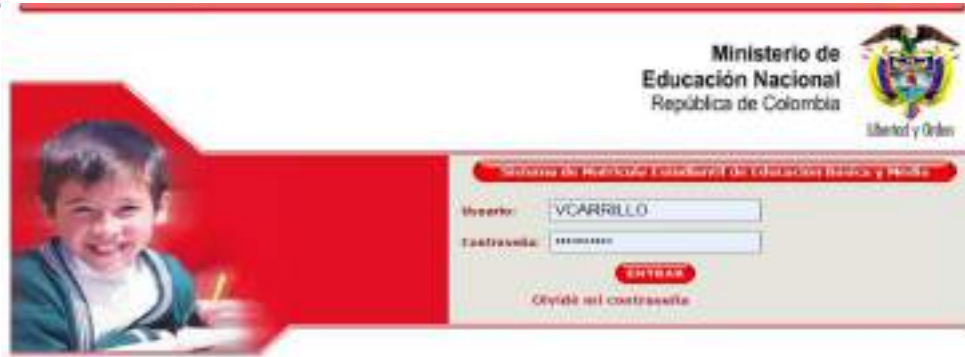 Ministerio de
Educación Nacional
República de Colombia
Libertad y Orden
Sistema de Matrícula Estudiantil de Educación Básica y Media
Usuario: VCARRILLO
Contraseña: **********
ENTRAR
Olvidé mi contraseña